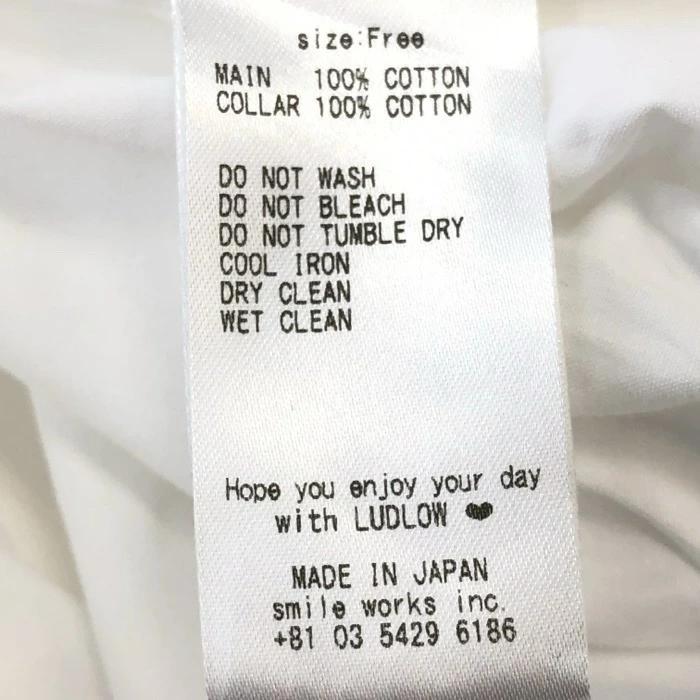 size:Free
MAIN 100% COTTON
COLLAR 100% COTTON
DO NOT WASH
DO NOT BLEACH
DO NOT TUMBLE DRY
COOL IRON
DRY CLEAN
WET CLEAN
Hope you enjoy your day
with LUDLOW ♥
MADE IN JAPAN
smile works inc.
+81 03 5429 6186